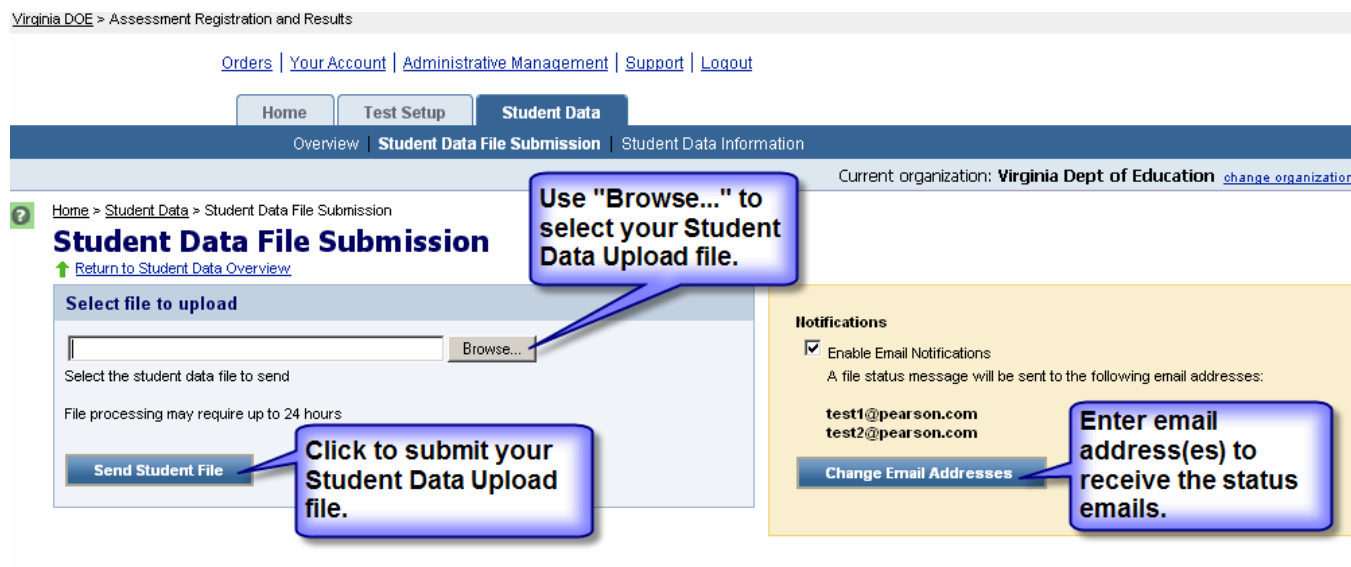 Virginia DOE > Assessment Registration and Results
Orders | Your Account | Administrative Management | Support | Logout
Home Test Setup Student Data
Overview | Student Data File Submission | Student Data Information
Current organization: Virginia Dept of Education change organization
Home > Student Data > Student Data File Submission
Student Data File Submission
Return to Student Data Overview
Use "Browse..." to
select your Student
Data Upload file.
Select file to upload
Browse...
Select the student data file to send
File processing may require up to 24 hours
Send Student File
Click to submit your
Student Data Upload
file.
Notifications
Enable Email Notifications
A file status message will be sent to the following email addresses:
test1@pearson.com
test2@pearson.com
Change Email Addresses
Enter email
address(es) to
receive the status
emails.